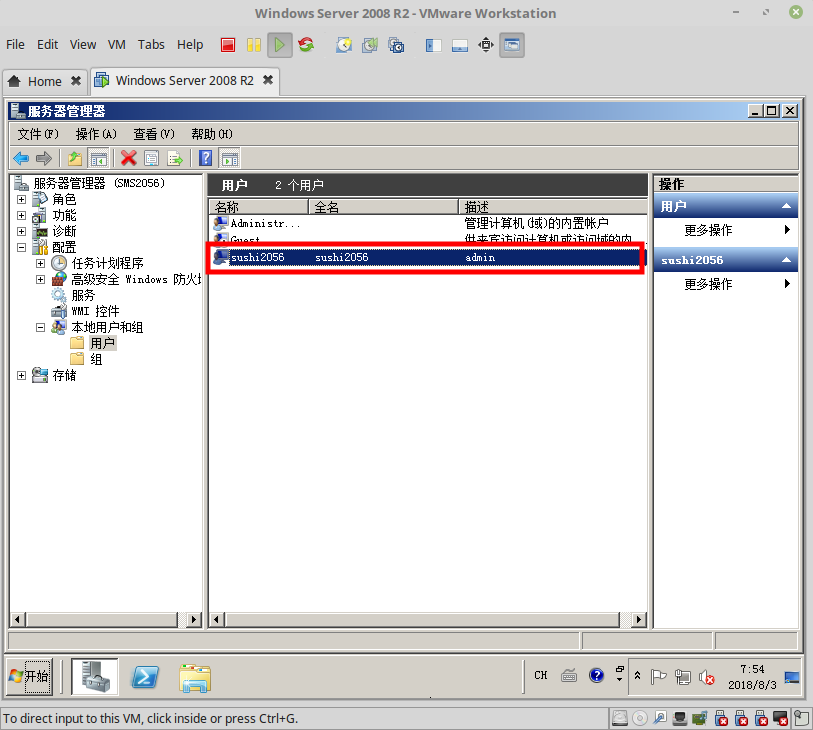 Windows Server 2008 R2 - VMware Workstation
File Edit View VM Tabs Help
Home Windows Server 2008 R2
服务器管理器
文件(F) 操作(A) 查看(V) 帮助(H)
服务器管理器 (SMS2056)
角色
功能
诊断
配置
任务计划程序
高级安全 Windows 防火
服务
WMI 控件
本地用户和组
用户
组
存储
用户 2 个用户
名称 全名 描述
Administr... 管理计算机(域)的内置帐户
Guest 供来宾访问计算机或访问域的内
sushi2056 sushi2056 admin
操作
用户
更多操作
sushi2056
更多操作
开始 CH 7:54
2018/8/3
To direct input to this VM, click inside or press Ctrl+G.